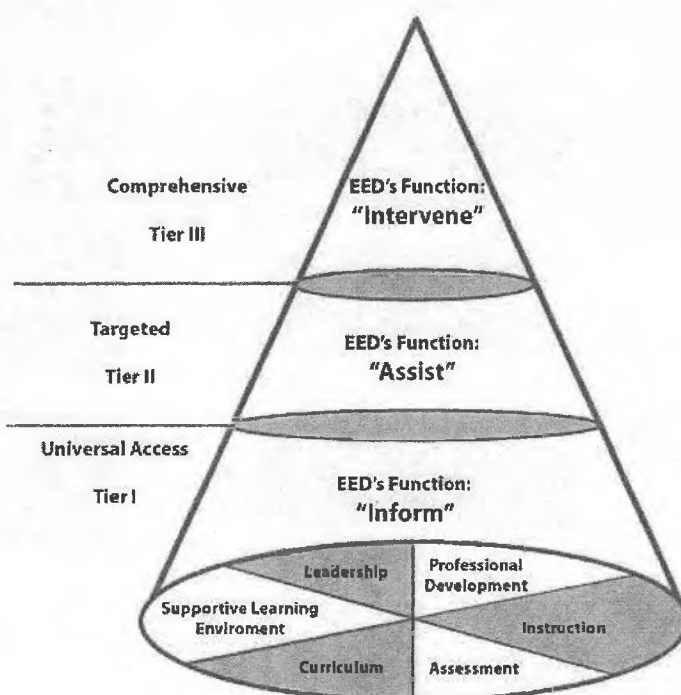 Comprehensive
Tier III
EED's Function:
"Intervene"
Targeted
Tier II
EED's Function:
"Assist"
Universal Access
Tier I
EED's Function:
"Inform"
Leadership
Professional
Development
Supportive Learning
Enviroment
Instruction
Curriculum
Assessment